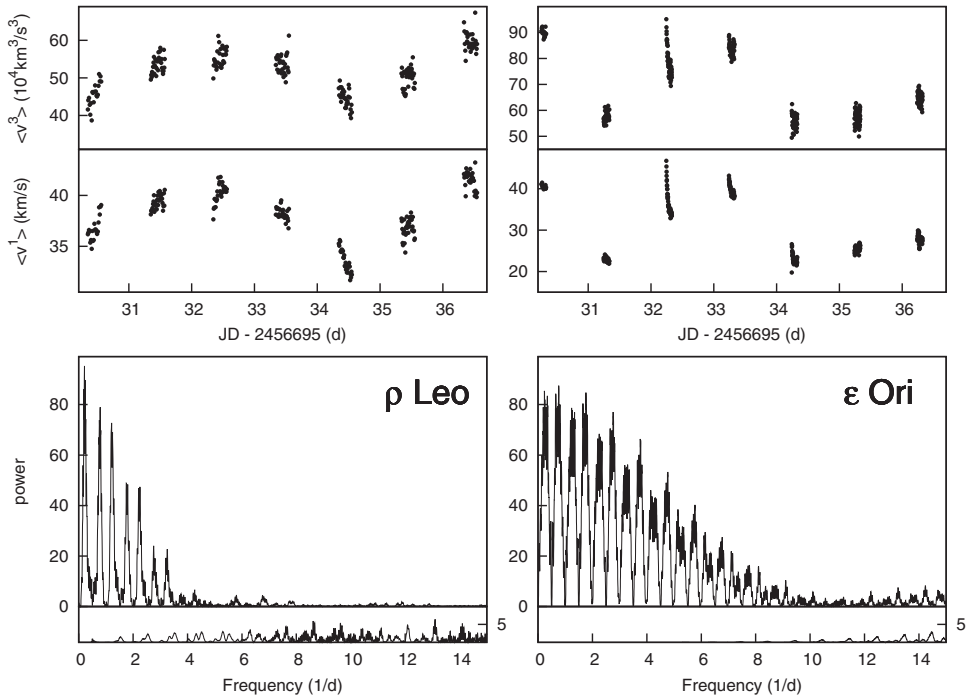 <v³> (10⁴km³/s³)
60
50
40
90
80
70
60
50
<v¹> (km/s)
40
35
40
30
20
31 32 33 34 35 36
31 32 33 34 35 36
JD - 2456695 (d)
JD - 2456695 (d)
ρ Leo
ε Ori
power
80
60
40
20
0
80
60
40
20
0
5
5
0 2 4 6 8 10 12 14
0 2 4 6 8 10 12 14
Frequency (1/d)
Frequency (1/d)